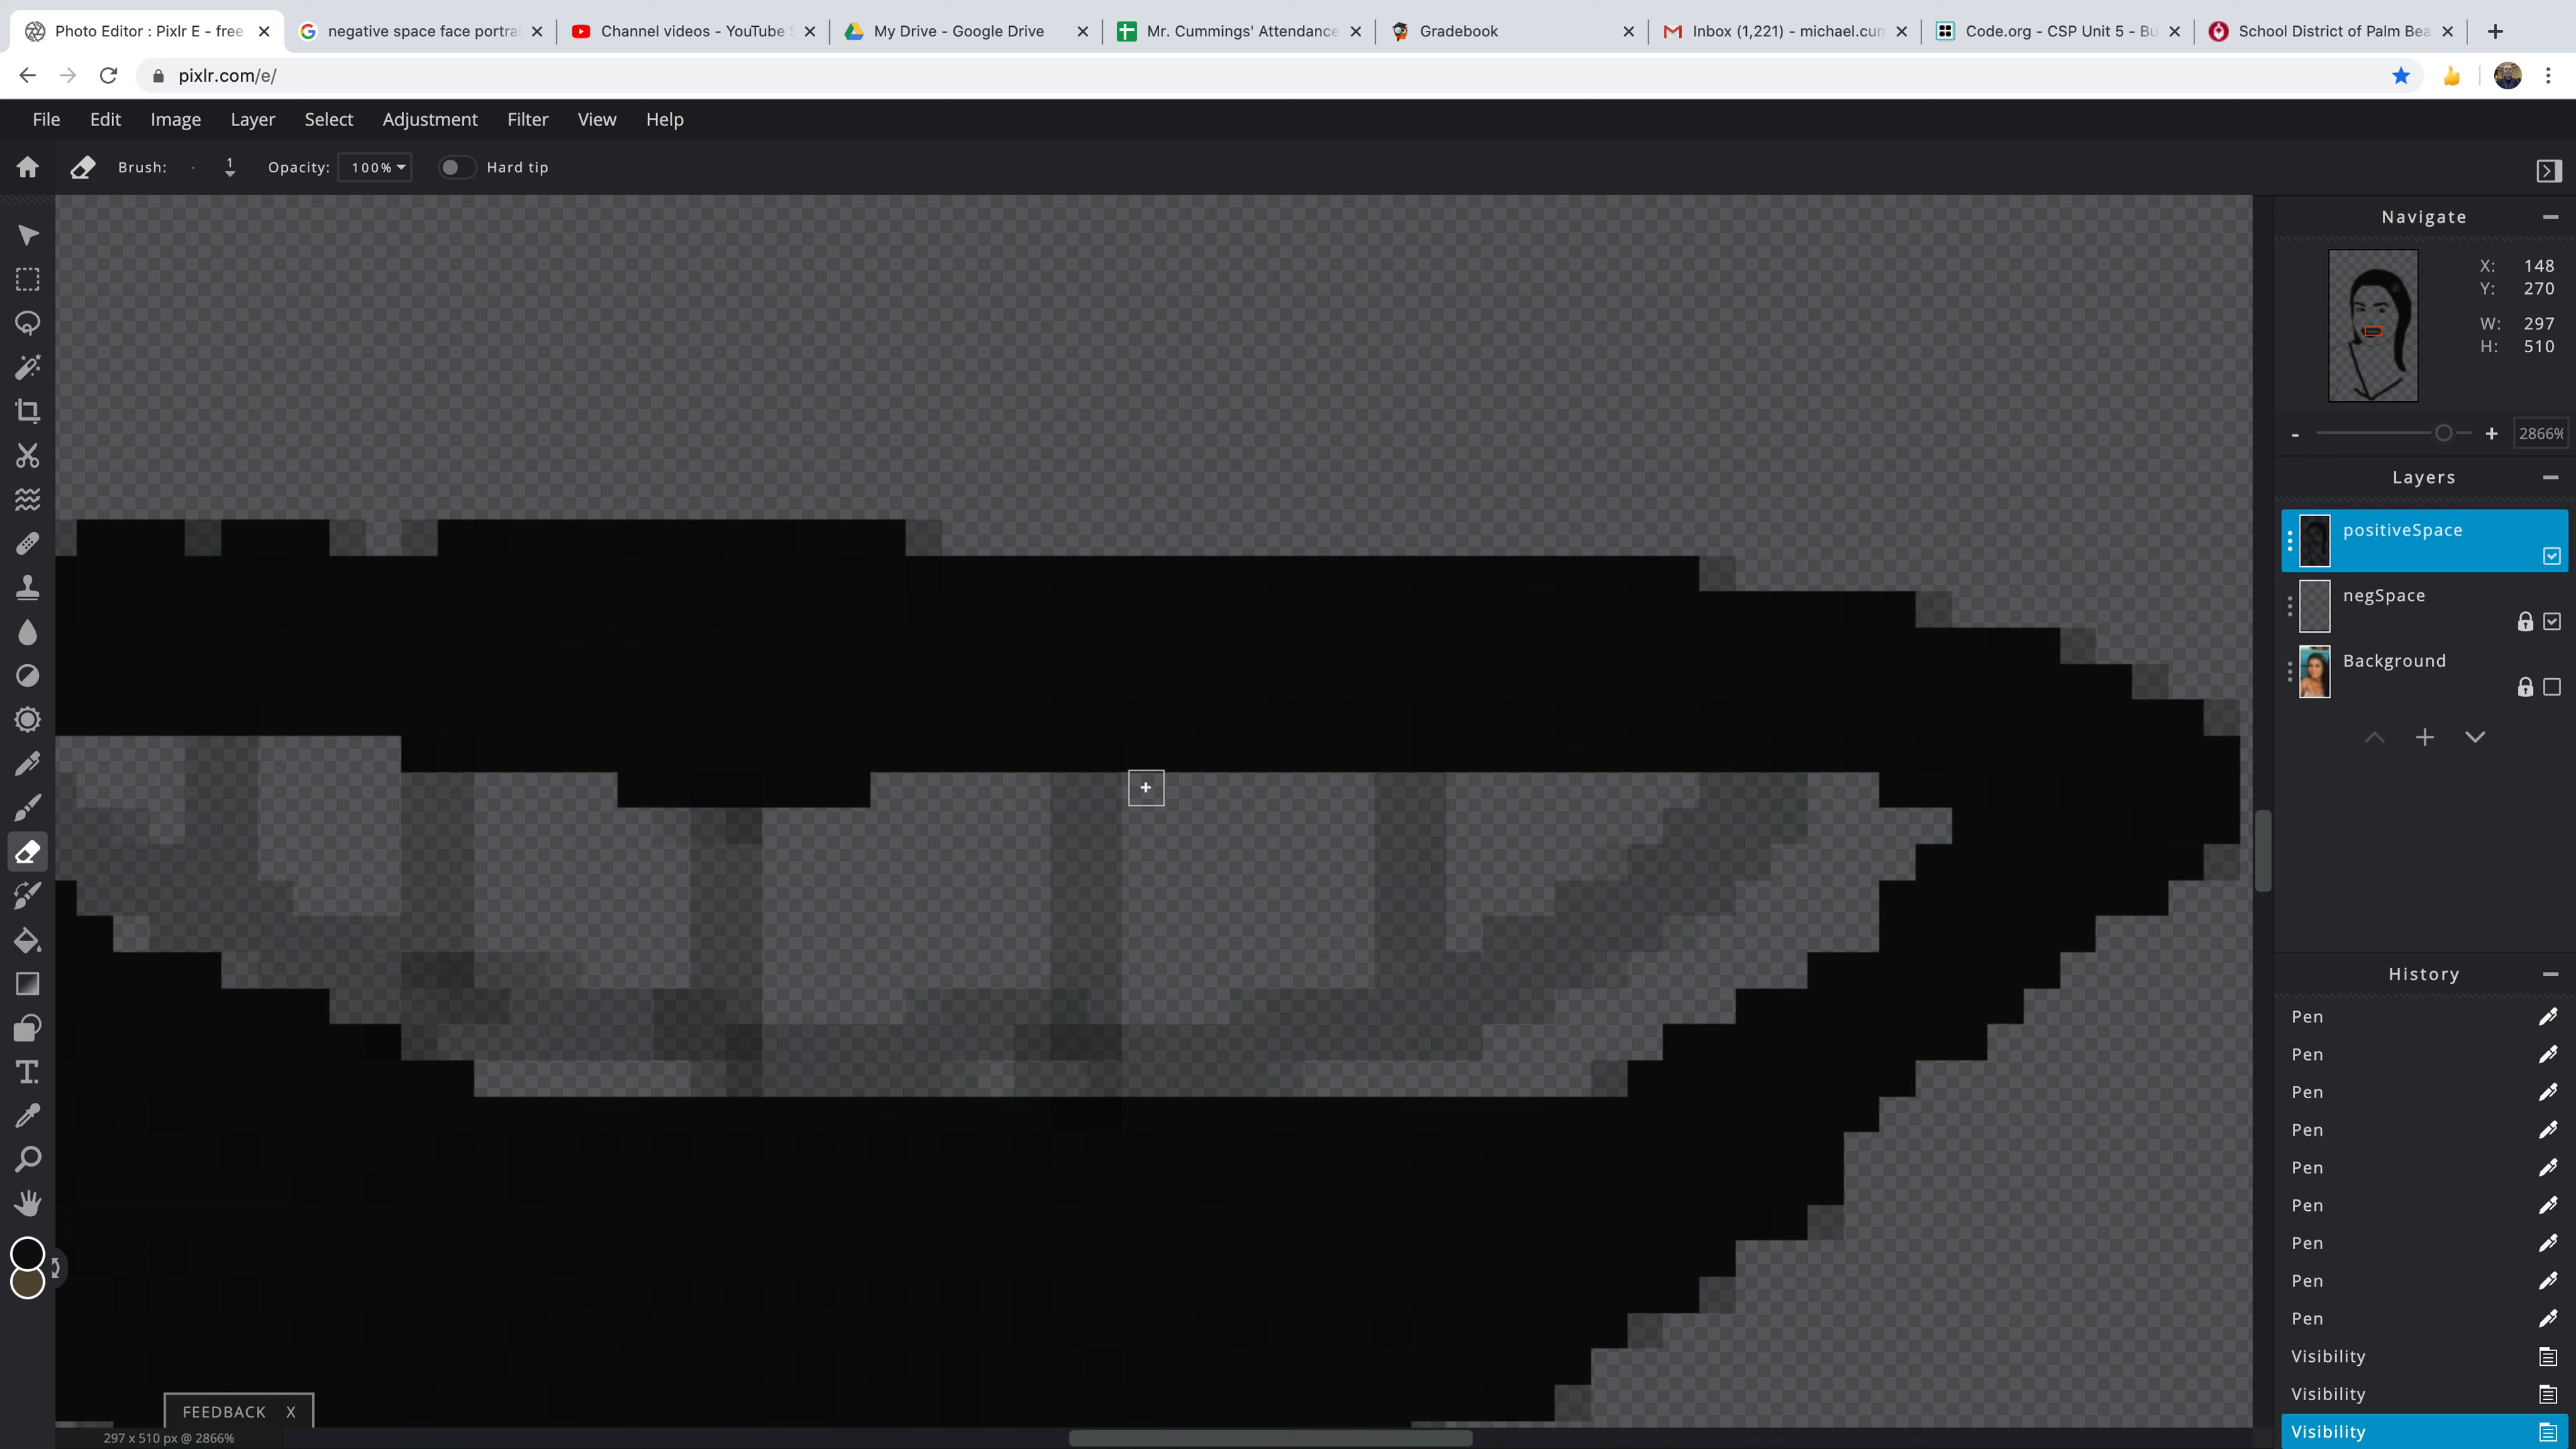 Photo Editor : Pixlr E - free
negative space face portrai
Channel videos - YouTube S
My Drive - Google Drive
Mr. Cummings' Attendance
Gradebook
Inbox (1,221) - michael.cum
Code.org - CSP Unit 5 - Bu
School District of Palm Bea
pixlr.com/e/
File Edit Image Layer Select Adjustment Filter View Help
Brush: 1 Opacity: 100% Hard tip
Navigate
X: 148
Y: 270
W: 297
H: 510
- + 2866%
Layers
positiveSpace
negSpace
Background
History
Pen
Pen
Pen
Pen
Pen
Pen
Pen
Pen
Pen
Visibility
Visibility
Visibility
FEEDBACK X
297 x 510 px @ 2866%